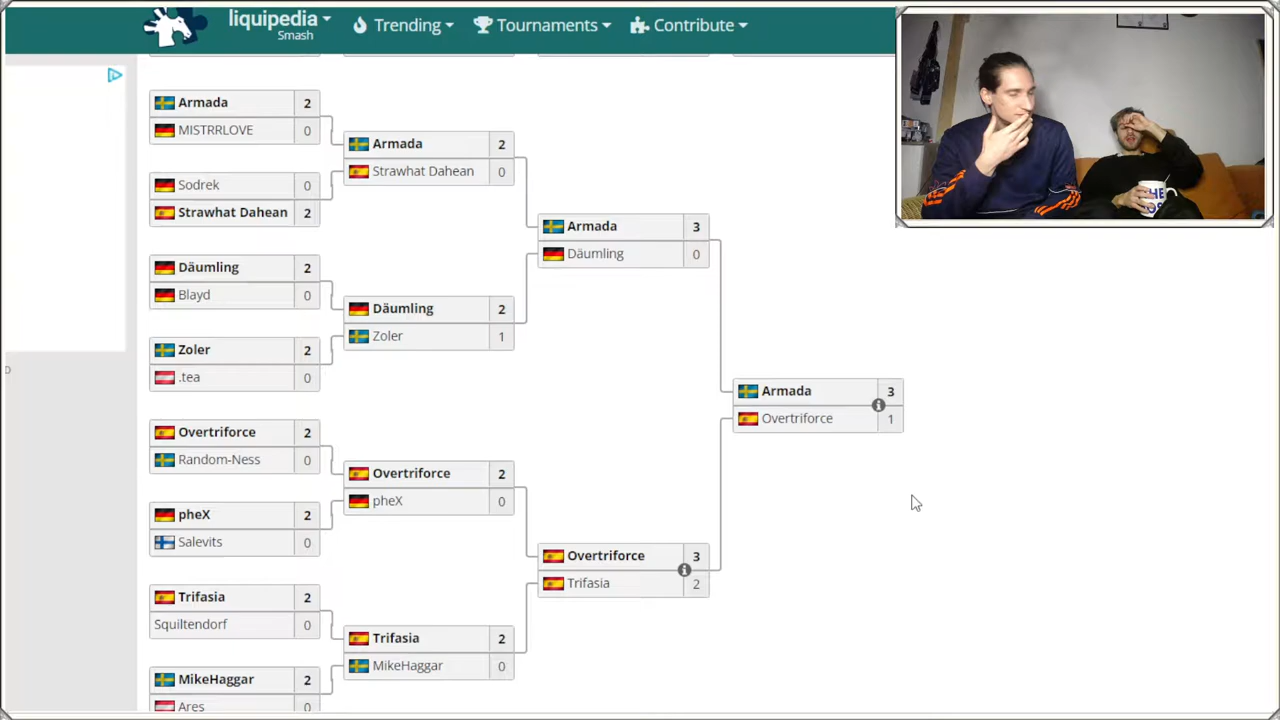 liquipedia
Smash
Trending
Tournaments
Contribute
Armada 2
MISTRRLOVE 0
Sodrek 0
Strawhat Dahean 2
Däumling 2
Blayd 0
Zoler 2
.tea 0
Overtriforce 2
Random-Ness 0
pheX 2
Salevits 0
Trifasia 2
Squiltendorf 0
MikeHaggar 2
Ares 0
Armada 2
Strawhat Dahean 0
Däumling 2
Zoler 1
Overtriforce 2
pheX 0
Trifasia 2
MikeHaggar 0
Armada 3
Däumling 0
Overtriforce 3
Trifasia 2
Armada 3
Overtriforce 1